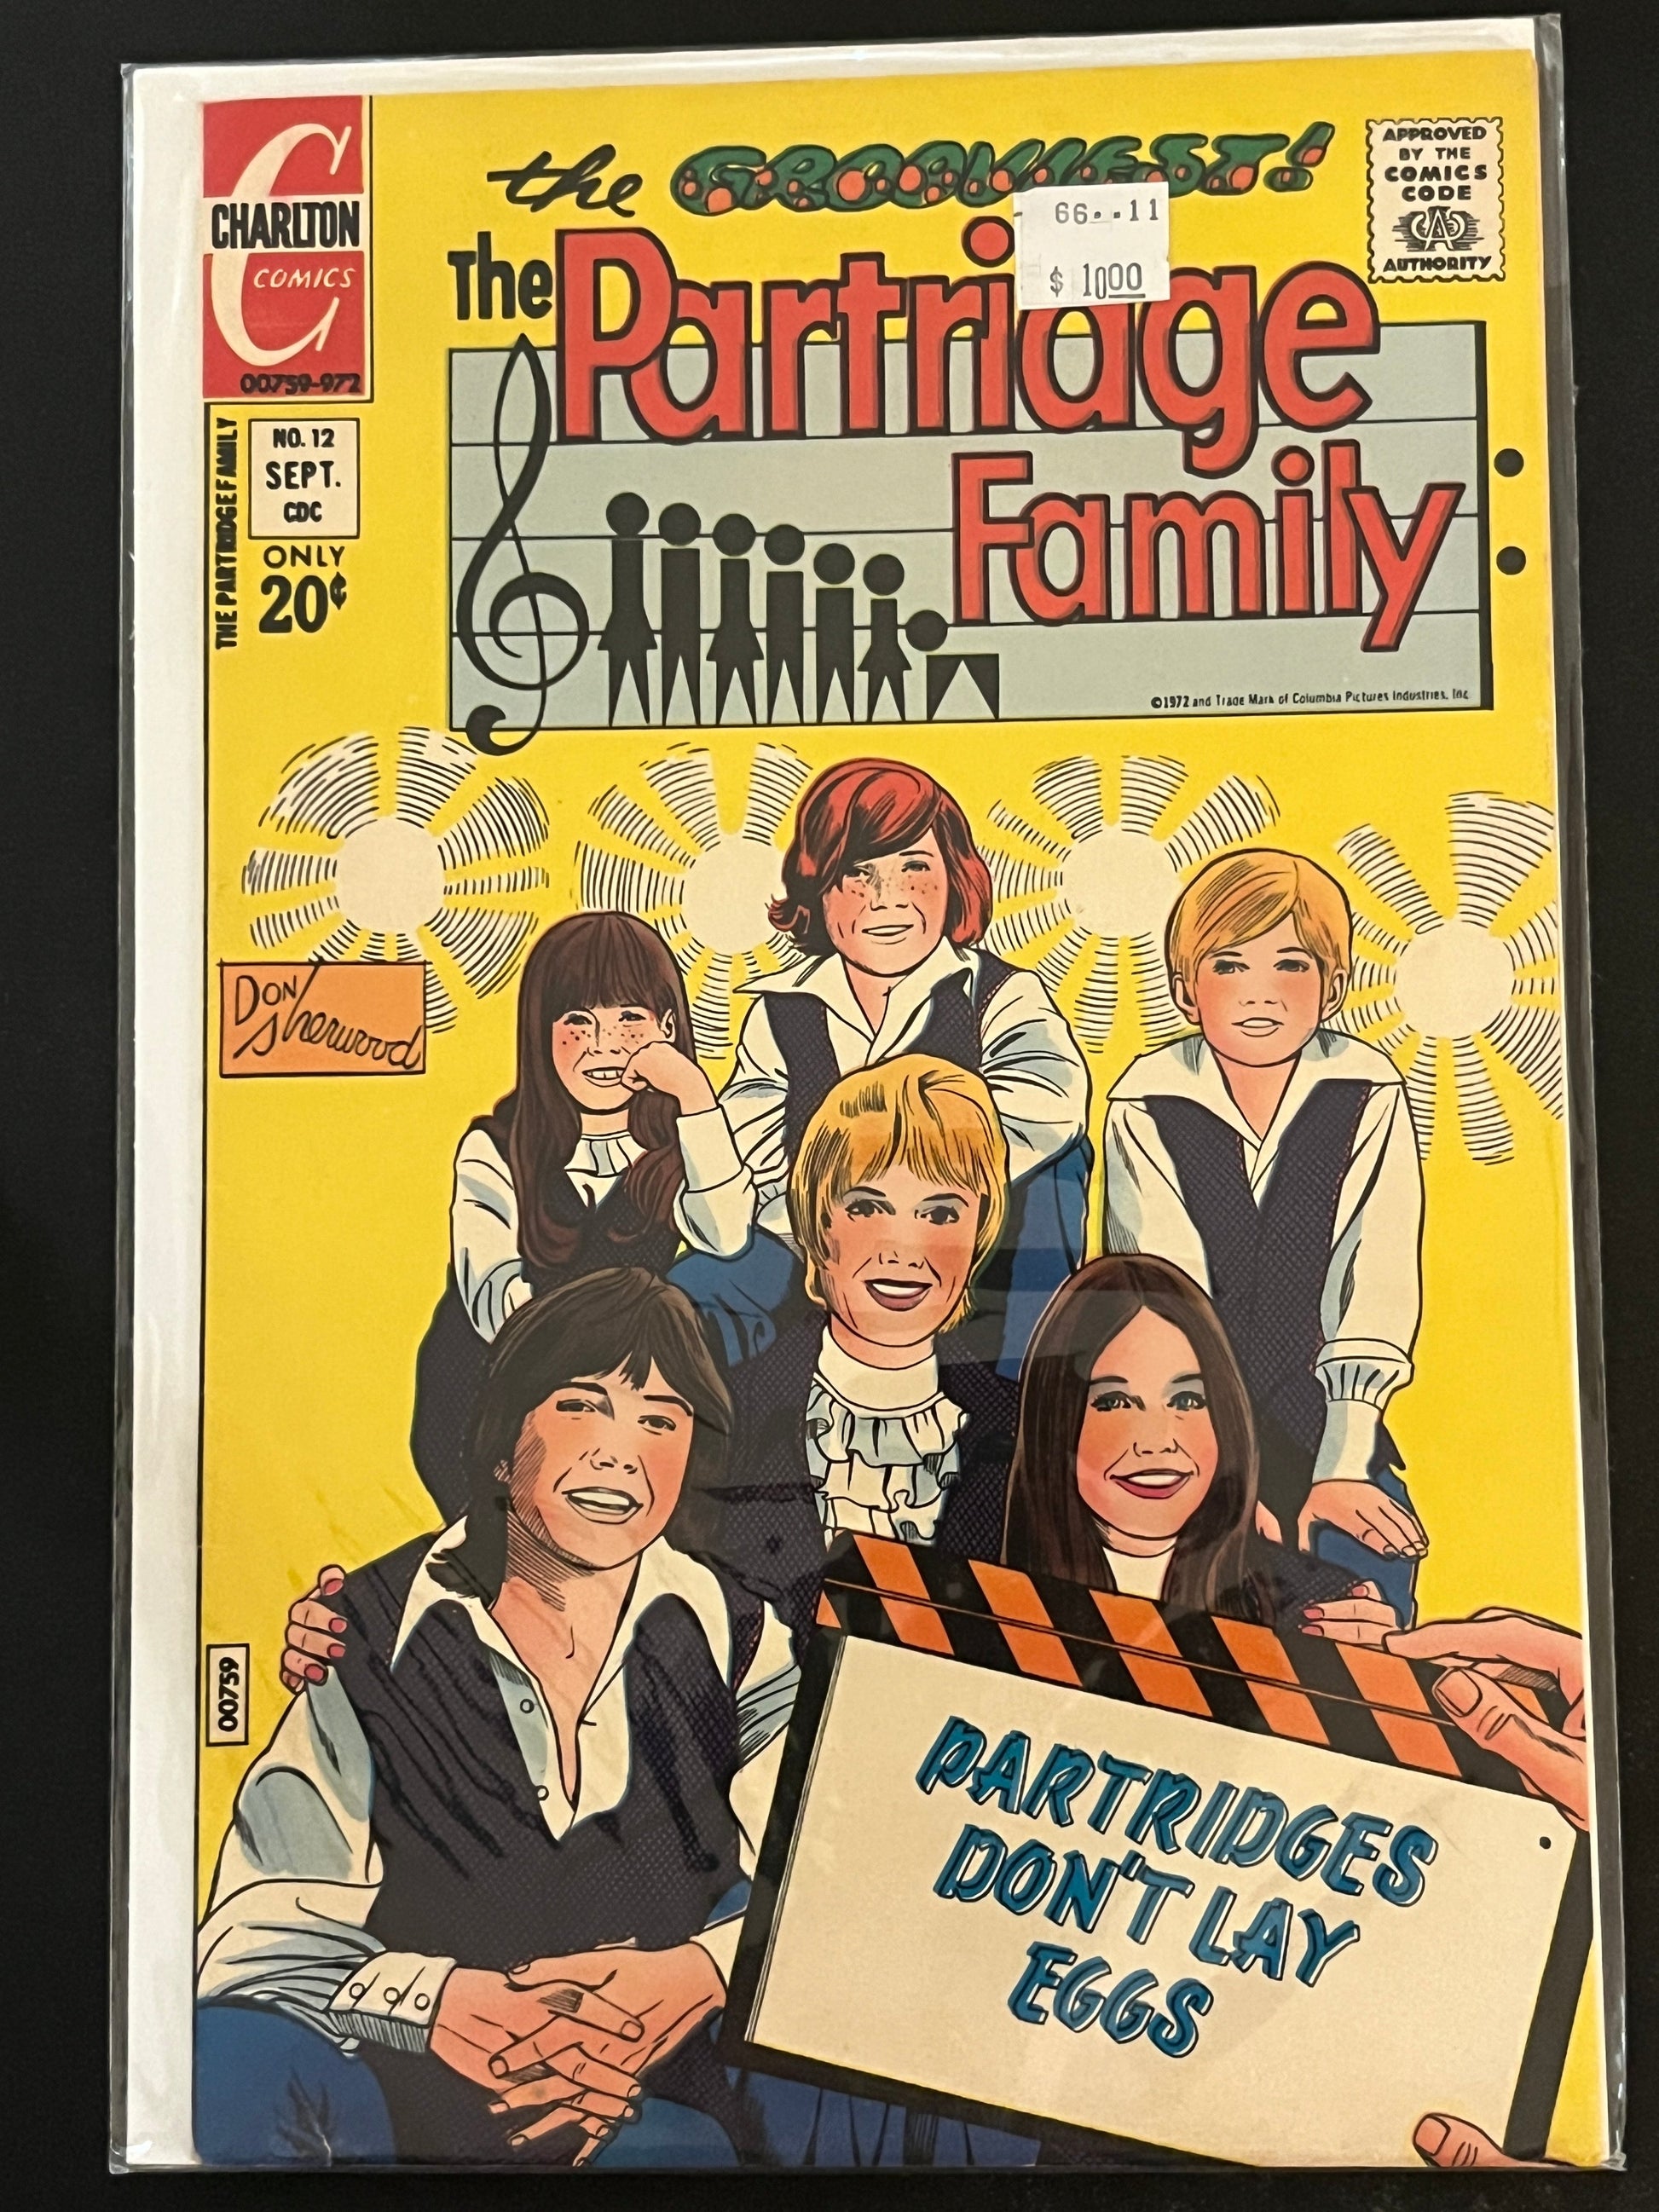 CHARLTON
COMICS
00759-972
THE PARTRIDGE FAMILY
NO. 12
SEPT.
CDC
ONLY
20¢
the GROOVIEST!
66..11
$ 10.00
The Partridge
Family
©1972 and Trade Mark of Columbia Pictures Industries, Inc.
APPROVED
BY THE
COMICS
CODE
CA
AUTHORITY
Don
Sherwood
00759
PARTRIDGES
DON'T LAY
EGGS